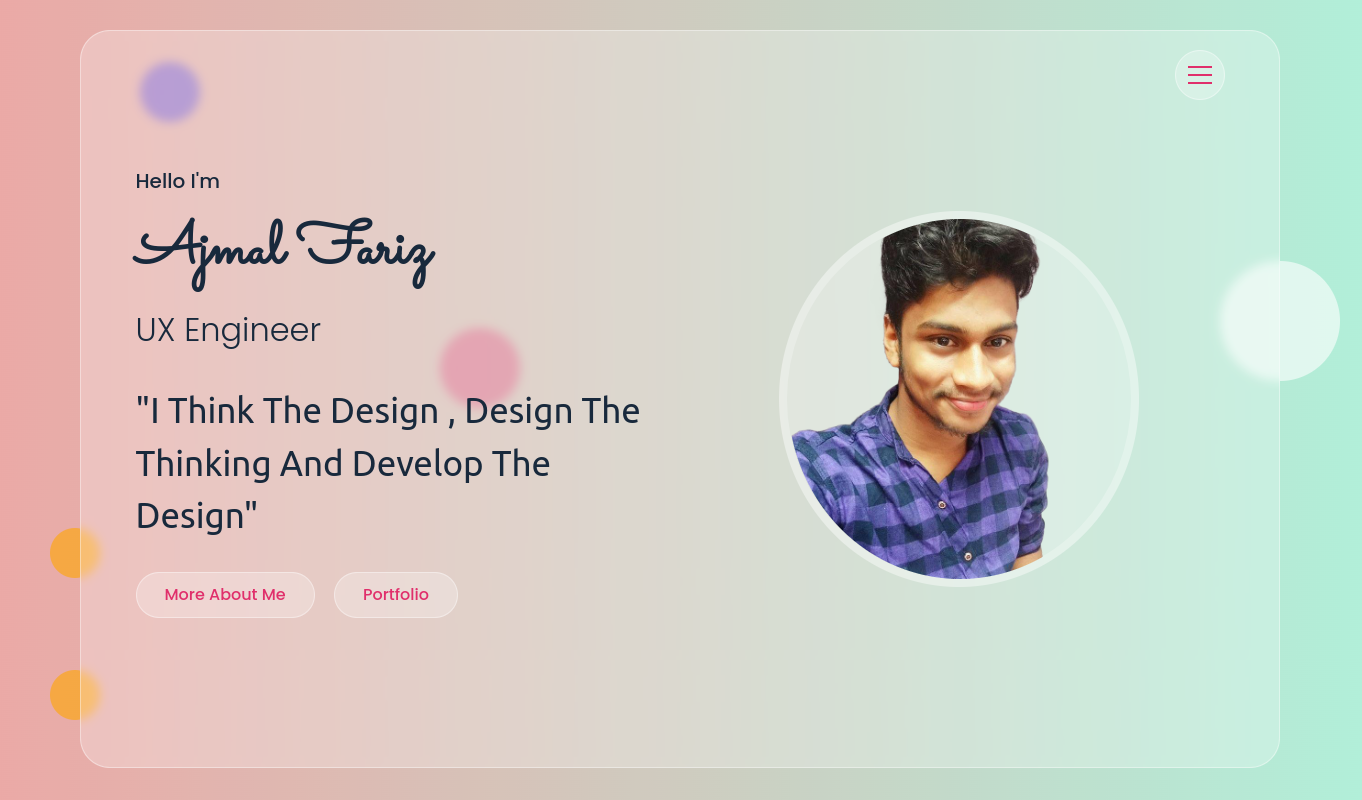 Hello I'm
Ajmal Fariz
UX Engineer
"I Think The Design , Design The
Thinking And Develop The
Design"
More About Me
Portfolio